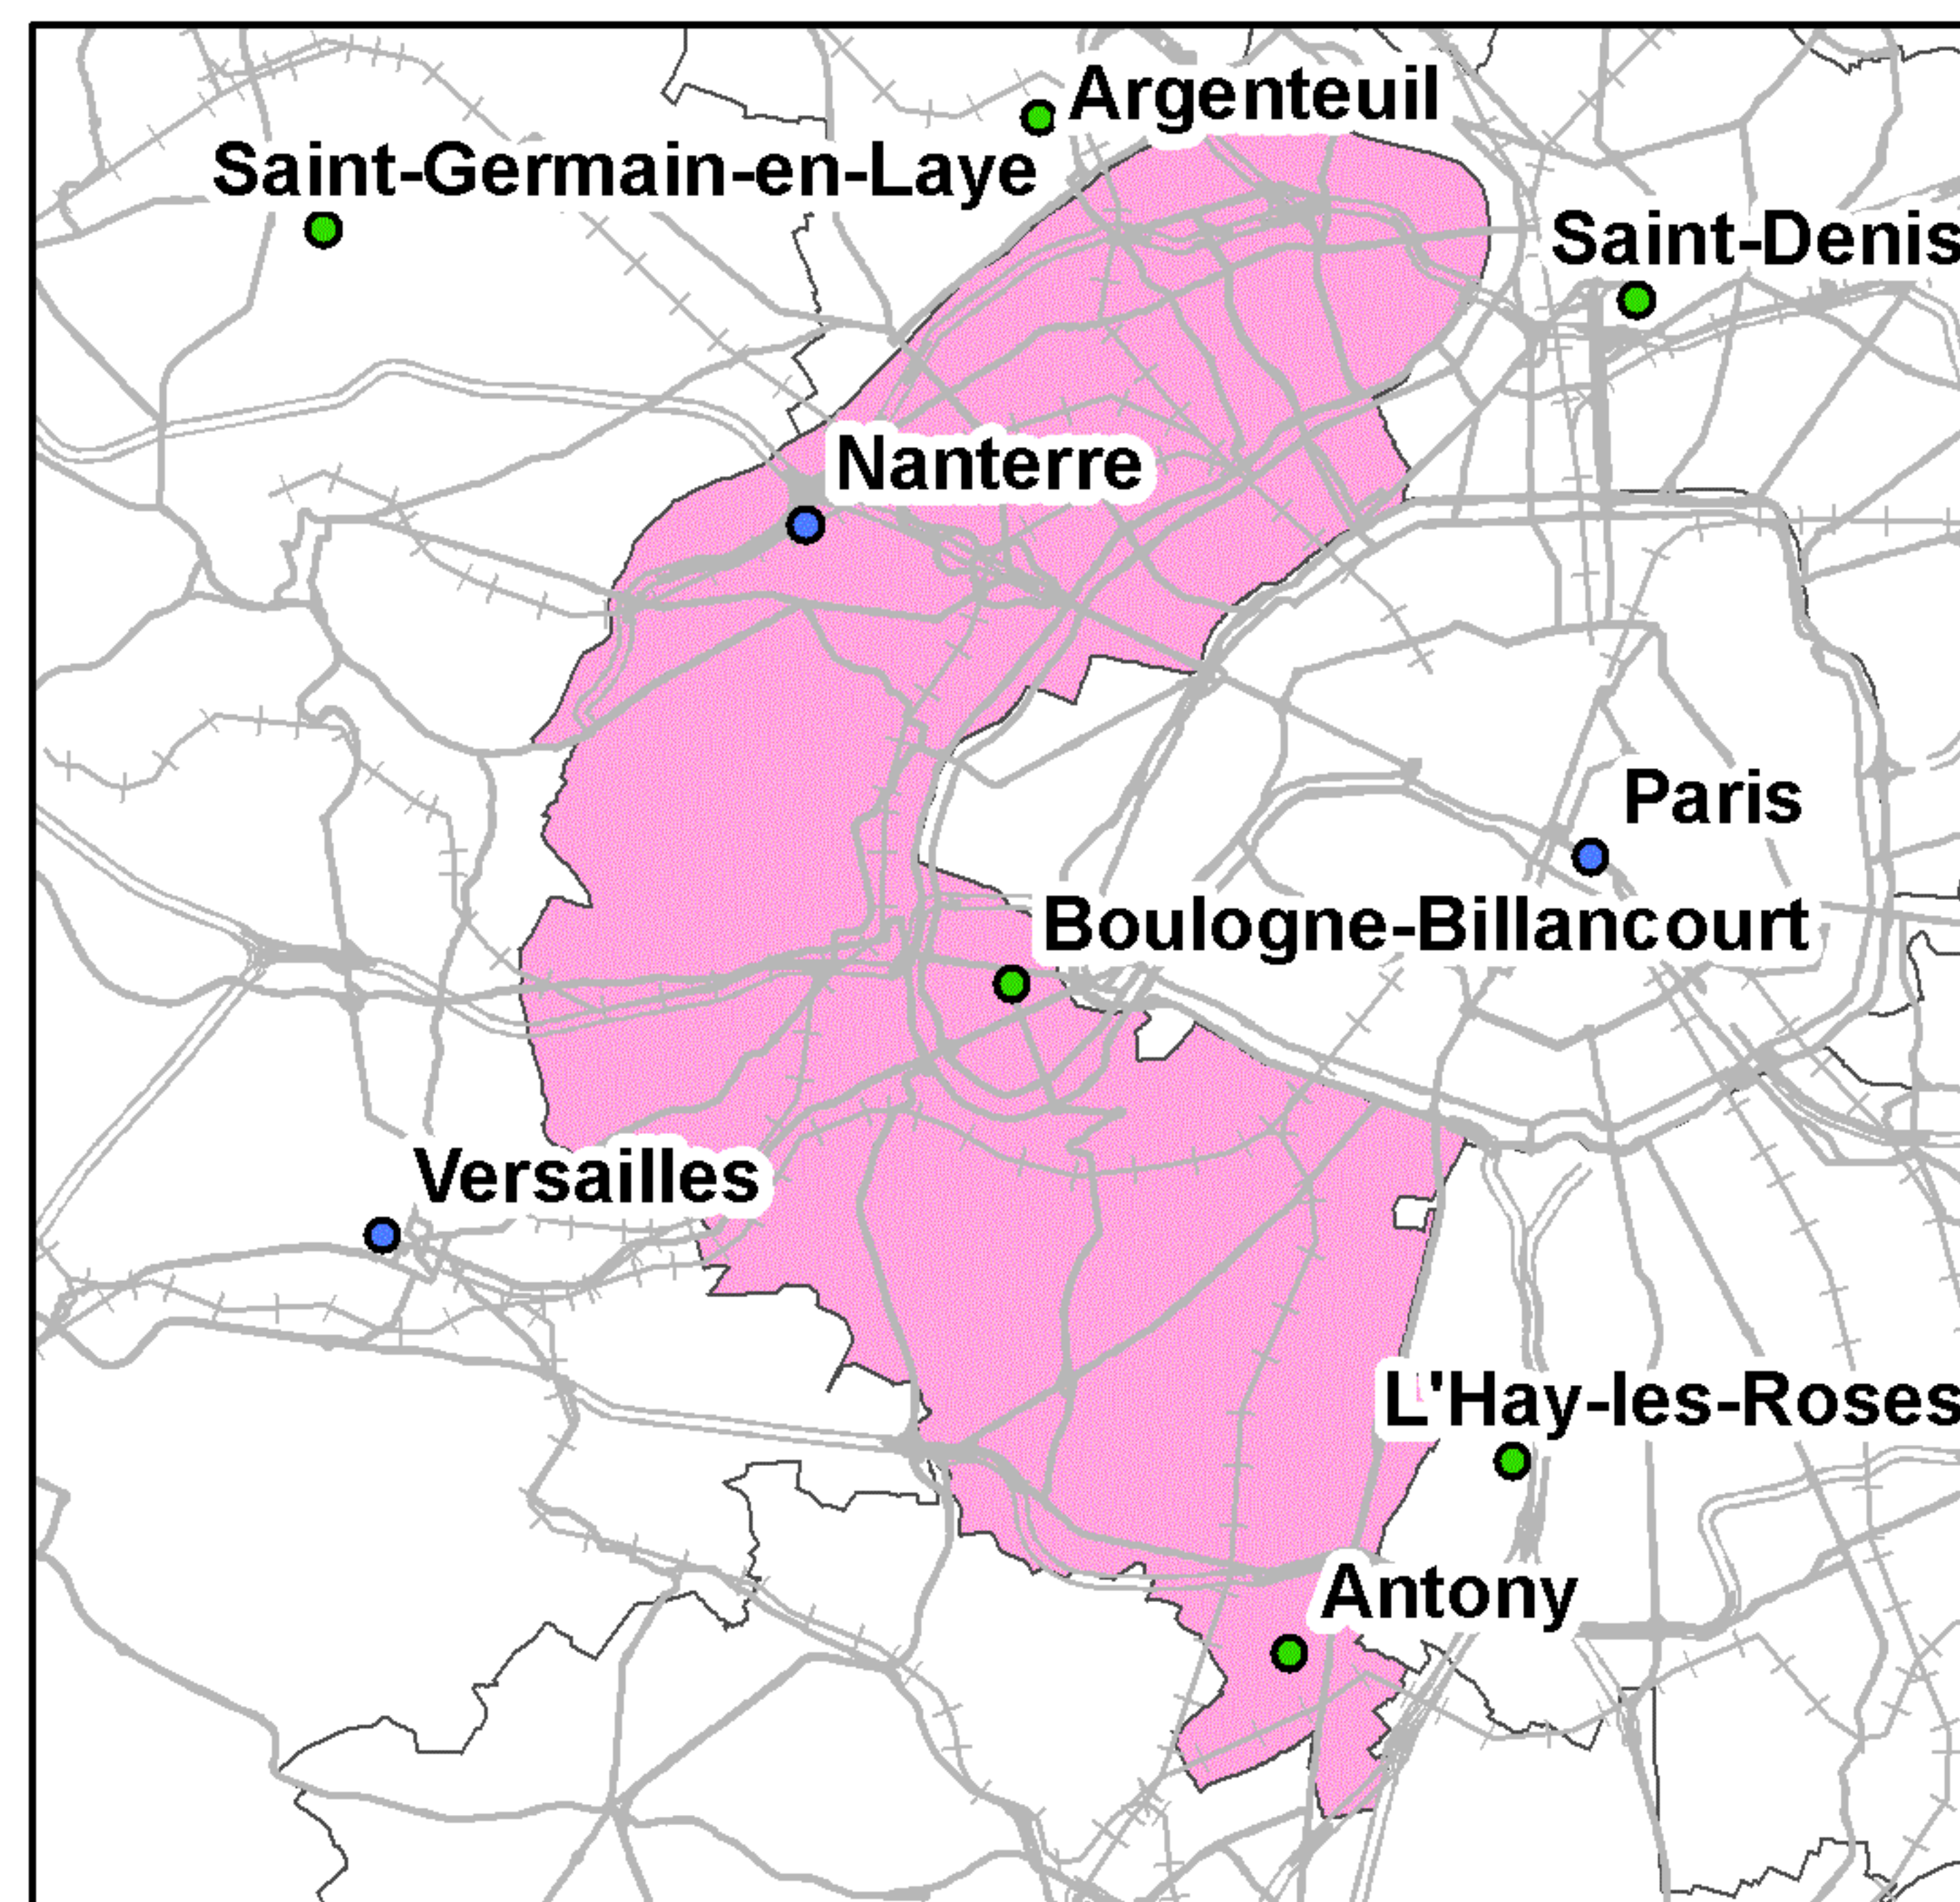 Argenteuil
Saint-Germain-en-Laye
Saint-Denis
Nanterre
Paris
Boulogne-Billancourt
Versailles
L'Hay-les-Roses
Antony